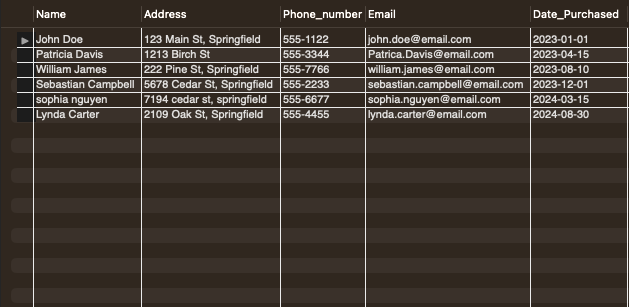 Name Address Phone_number Email Date_Purchased
John Doe 123 Main St, Springfield 555-1122 john.doe@email.com 2023-01-01
Patricia Davis 1213 Birch St 555-3344 Patrica.Davis@email.com 2023-04-15
William James 222 Pine St, Springfield 555-7766 william.james@email.com 2023-08-10
Sebastian Campbell 5678 Cedar St, Springfield 555-2233 sebastian.campbell@email.com 2023-12-01
sophia nguyen 7194 cedar st, springfield 555-6677 sophia.nguyen@email.com 2024-03-15
Lynda Carter 2109 Oak St, Springfield 555-4455 lynda.carter@email.com 2024-08-30